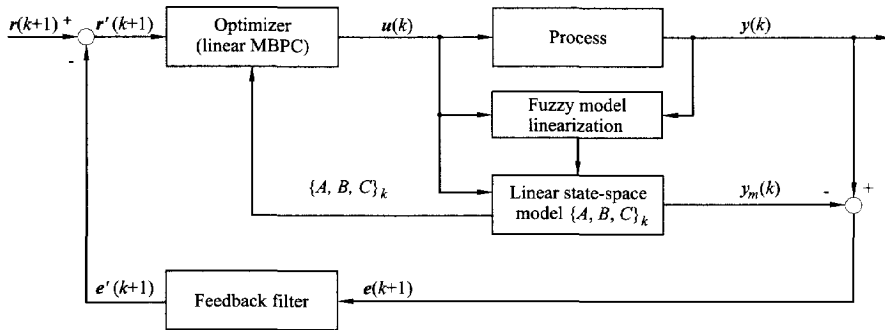 r(k+1) +
r'(k+1)
-
Optimizer
(linear MBPC)
u(k)
Process
y(k)
Fuzzy model
linearization
{A, B, C}k
Linear state-space
model {A, B, C}k
ym(k)
-
+
e'(k+1)
Feedback filter
e(k+1)